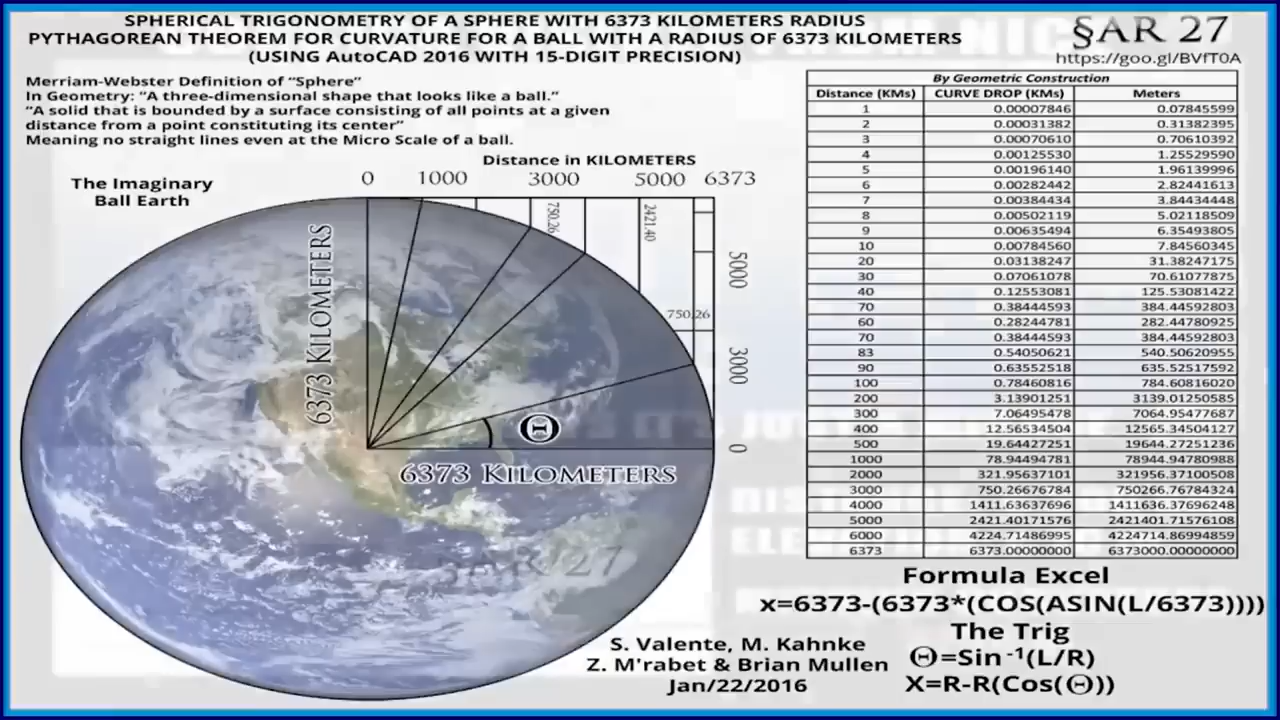 SPHERICAL TRIGONOMETRY OF A SPHERE WITH 6373 KILOMETERS RADIUS
PYTHAGOREAN THEOREM FOR CURVATURE FOR A BALL WITH A RADIUS OF 6373 KILOMETERS
(USING AutoCAD 2016 WITH 15-DIGIT PRECISION)
§AR 27
https://goo.gl/BVfT0A
Merriam-Webster Definition of “Sphere”
In Geometry: “A three-dimensional shape that looks like a ball.”
“A solid that is bounded by a surface consisting of all points at a given
distance from a point constituting its center”
Meaning no straight lines even at the Micro Scale of a ball.
Distance in KILOMETERS
The Imaginary
Ball Earth
0 1000 3000 5000 6373
750.26
2421.40
5000
750.26
3000
0
6373 KILOMETERS
Θ
6373 KILOMETERS
§AR 27
By Geometric Construction
Distance (KMs) CURVE DROP (KMs) Meters
1 0.00007846 0.07845599
2 0.00031382 0.31382395
3 0.00070610 0.70610392
4 0.00125530 1.25529590
5 0.00196140 1.96139996
6 0.00282442 2.82441613
7 0.00384434 3.84434448
8 0.00502119 5.02118509
9 0.00635494 6.35493805
10 0.00784560 7.84560345
20 0.03138247 31.38247175
30 0.07061078 70.61077875
40 0.12553081 125.53081422
70 0.38444593 384.44592803
60 0.28244781 282.44780925
70 0.38444593 384.44592803
83 0.54050621 540.50620955
90 0.63552518 635.52517592
100 0.78460816 784.60816020
200 3.13901251 3139.01250585
300 7.06495478 7064.95477687
400 12.56534504 12565.34504127
500 19.64427251 19644.27251236
1000 78.94494781 78944.94780988
2000 321.95637101 321956.37100508
3000 750.26676784 750266.76784324
4000 1411.63637696 1411636.37696248
5000 2421.40171576 2421401.71576108
6000 4224.71486995 4224714.86994859
6373 6373.00000000 6373000.00000000
Formula Excel
x=6373-(6373*(COS(ASIN(L/6373))))
The Trig
Θ=Sin -1(L/R)
X=R-R(Cos(Θ))
S. Valente, M. Kahnke
Z. M'rabet & Brian Mullen
Jan/22/2016